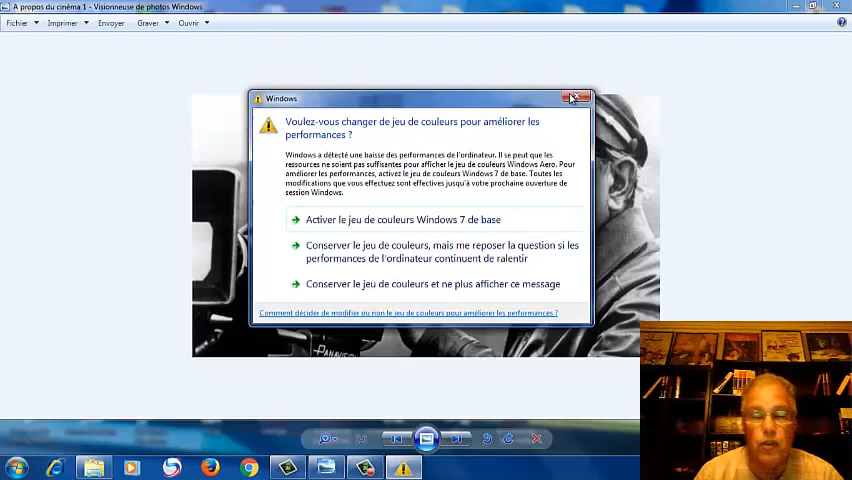 A propos du cinéma 1 - Visionneuse de photos Windows
Fichier Imprimer Envoyer Graver Ouvrir
Windows
Voulez-vous changer de jeu de couleurs pour améliorer les
performances ?
Windows a détecté une baisse des performances de l'ordinateur. Il se peut que les
ressources ne soient pas suffisantes pour afficher le jeu de couleurs Windows Aero. Pour
améliorer les performances, activez le jeu de couleurs Windows 7 de base. Toutes les
modifications que vous effectuez sont effectives jusqu'à votre prochaine ouverture de
session Windows.
Activer le jeu de couleurs Windows 7 de base
Conserver le jeu de couleurs, mais me reposer la question si les
performances de l'ordinateur continuent de ralentir
Conserver le jeu de couleurs et ne plus afficher ce message
Comment décider de modifier ou non le jeu de couleurs pour améliorer les performances ?
PANAVISION